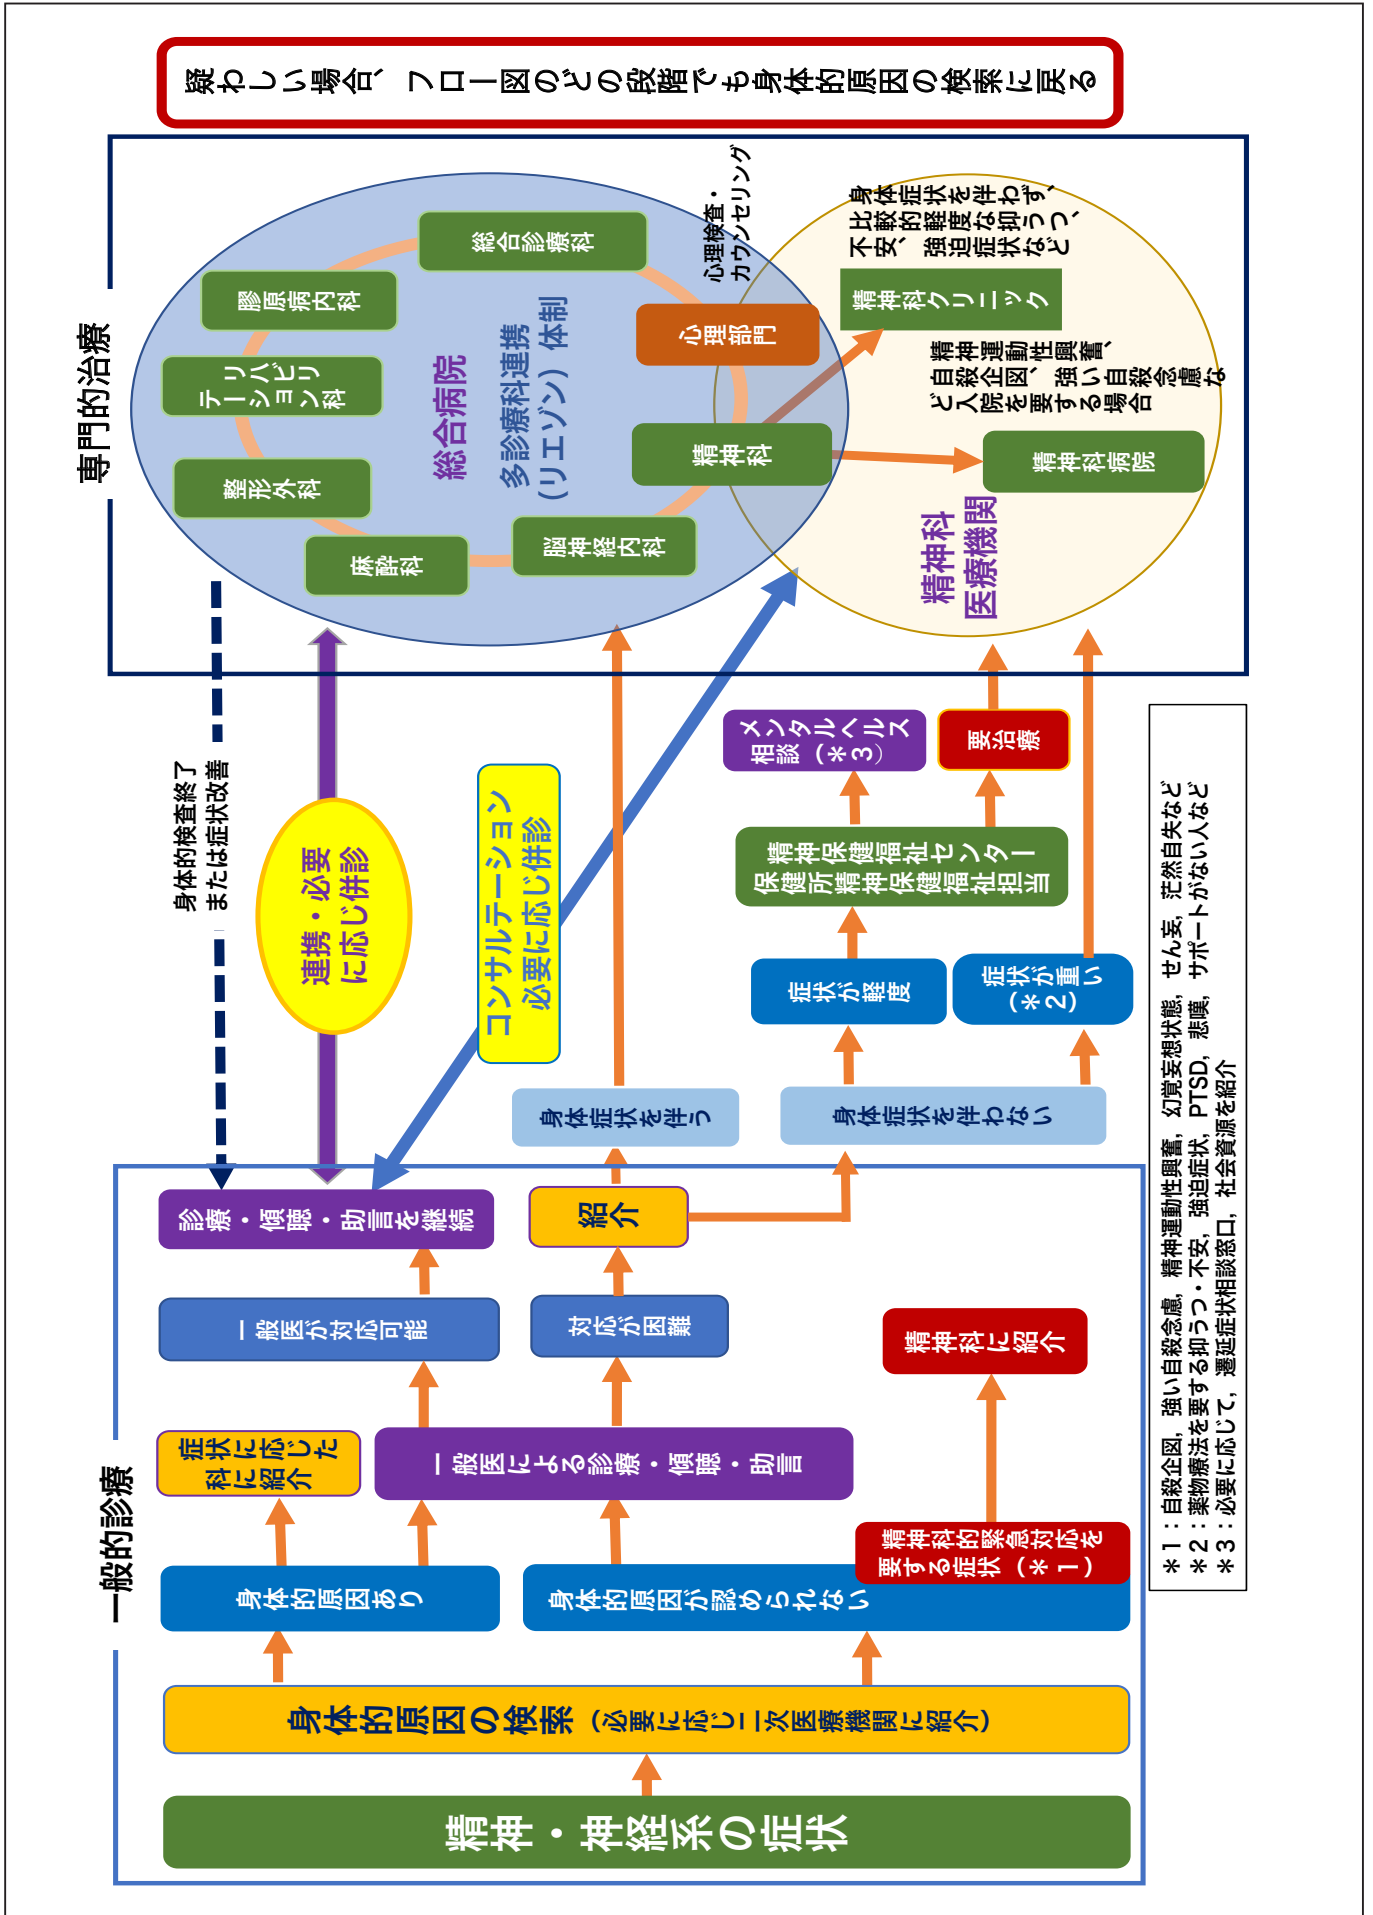 疑わしい場合、フロー図のどの段階でも身体的原因の検索に戻る
一般的診療
精神・神経系の症状
身体的原因の検索（必要に応じ二次医療機関に紹介）
身体的原因あり
身体的原因が認められない
精神科的緊急対応を
要する症状（＊１）
精神科に紹介
症状に応じた
科に紹介
一般医による診療・傾聴・助言
一般医が対応可能
対応が困難
診療・傾聴・助言を継続
紹介
身体症状を伴う
身体症状を伴わない
症状が軽度
症状が重い
（＊２）
精神保健福祉センター
保健所精神保健福祉担当
メンタルヘルス
相談（＊３）
要治療
身体的検査終了
または症状改善
連携・必要
に応じ併診
コンサルテーション
必要に応じ併診
専門的治療
総合病院
多診療科連携
（リエゾン）体制
総合診療科
膠原病内科
リハビリ
テーション科
整形外科
麻酔科
脳神経内科
精神科
心理部門
心理検査・
カウンセリング
身体症状を伴わず、
比較的軽度な抑うつ、
不安、強迫症状など
精神科クリニック
精神運動性興奮、
自殺企図、強い自殺念慮な
ど入院を要する場合
精神科病院
精神科
医療機関
＊１：自殺企図，強い自殺念慮，精神運動性興奮，幻覚妄想状態，せん妄，茫然自失など
＊２：薬物療法を要する抑うつ・不安，強迫症状，PTSD，悲嘆，サポートがない人など
＊３：必要に応じて，遷延症状相談窓口，社会資源を紹介